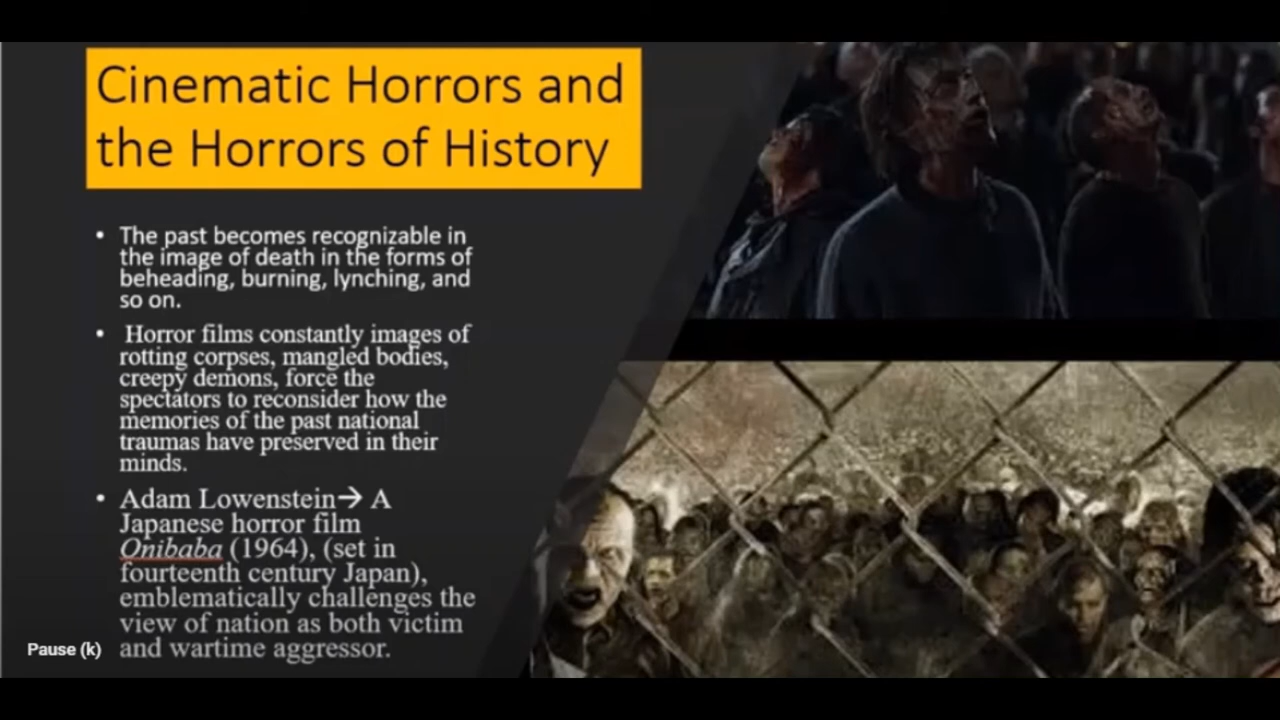 Cinematic Horrors and
the Horrors of History
• The past becomes recognizable in
the image of death in the forms of
beheading, burning, lynching, and
so on.
• Horror films constantly images of
rotting corpses, mangled bodies,
creepy demons, force the
spectators to reconsider how the
memories of the past national
traumas have preserved in their
minds.
• Adam Lowenstein→ A
Japanese horror film
Onibaba (1964), (set in
fourteenth century Japan),
emblematically challenges the
view of nation as both victim
and wartime aggressor.
Pause (k)